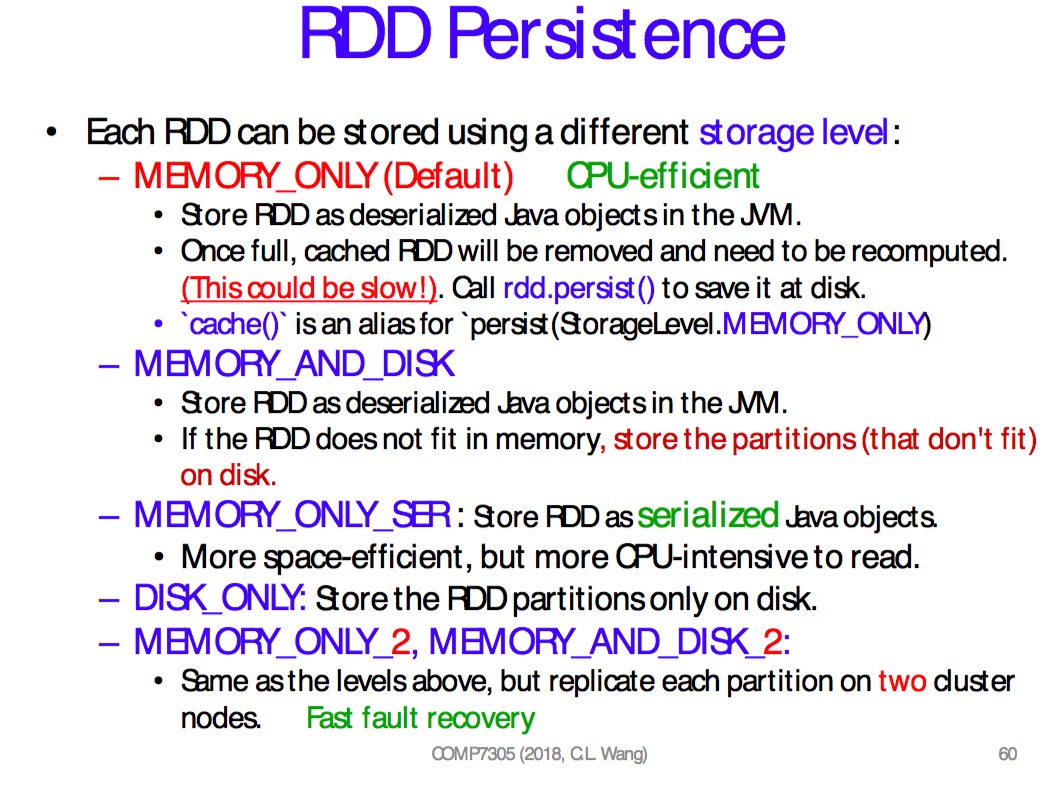 RDD Persistence
• Each RDD can be stored using a different storage level:
– MEMORY_ONLY (Default) CPU-efficient
• Store RDD as deserialized Java objects in the JVM.
• Once full, cached RDD will be removed and need to be recomputed.
(This could be slow!). Call rdd.persist() to save it at disk.
• `cache()` is an alias for `persist(StorageLevel.MEMORY_ONLY)
– MEMORY_AND_DISK
• Store RDD as deserialized Java objects in the JVM.
• If the RDD does not fit in memory, store the partitions (that don't fit)
on disk.
– MEMORY_ONLY_SER : Store RDD as serialized Java objects.
• More space-efficient, but more CPU-intensive to read.
– DISK_ONLY: Store the RDD partitions only on disk.
– MEMORY_ONLY_2, MEMORY_AND_DISK_2:
• Same as the levels above, but replicate each partition on two cluster
nodes. Fast fault recovery
COMP7305 (2018, C.L. Wang) 60